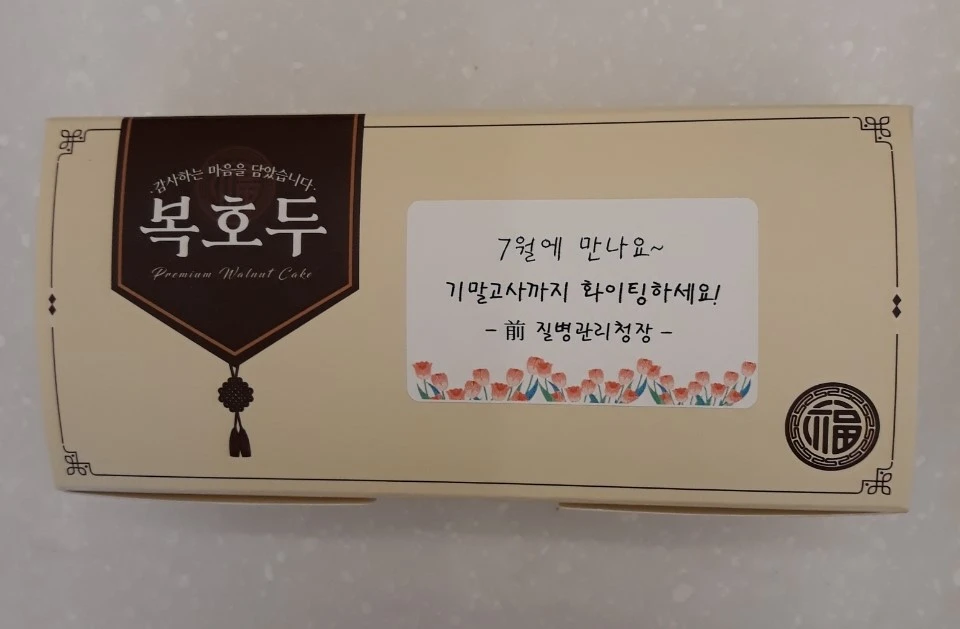 ·감사하는 마음을 담았습니다·
복호두
Premium Walnut Cake
7월에 만나요~
기말고사까지 화이팅하세요!
- 前 질병관리청장 -
福